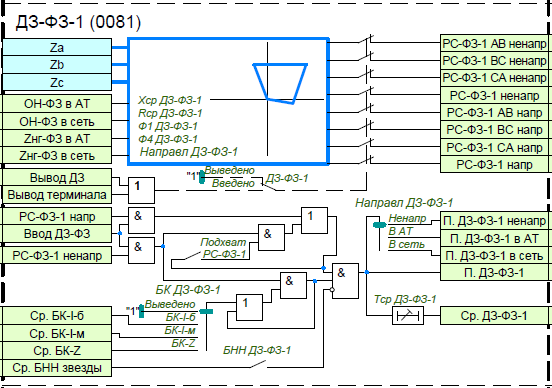 ДЗ-ФЗ-1 (0081)
Za
Zb
Zc
ОН-ФЗ в АТ
ОН-ФЗ в сеть
Zнг-ФЗ в АТ
Zнг-ФЗ в сеть
Xср ДЗ-ФЗ-1
Rср ДЗ-ФЗ-1
Ф1 ДЗ-ФЗ-1
Ф4 ДЗ-ФЗ-1
Направл ДЗ-ФЗ-1
РС-ФЗ-1 АВ ненапр
РС-ФЗ-1 ВС ненапр
РС-ФЗ-1 СА ненапр
РС-ФЗ-1 ненапр
РС-ФЗ-1 АВ напр
РС-ФЗ-1 ВС напр
РС-ФЗ-1 СА напр
РС-ФЗ-1 напр
Вывод ДЗ
Вывод терминала
1
"1"
Выведено
Введено
ДЗ-ФЗ-1
РС-ФЗ-1 напр
Ввод ДЗ-ФЗ
РС-ФЗ-1 ненапр
&
&
Подхват
РС-ФЗ-1
&
1
Направл ДЗ-ФЗ-1
Ненапр
В АТ
В сеть
П. ДЗ-ФЗ-1 ненапр
П. ДЗ-ФЗ-1 в АТ
П. ДЗ-ФЗ-1 в сеть
П. ДЗ-ФЗ-1
&
&
БК ДЗ-ФЗ-1
"1"
Выведено
БК-I-б
БК-I-м
БК-Z
1
Ср. БК-I-б
Ср. БК-I-м
Ср. БК-Z
Ср. БНН звезды
БНН ДЗ-ФЗ-1
Тср ДЗ-ФЗ-1
Ср. ДЗ-ФЗ-1